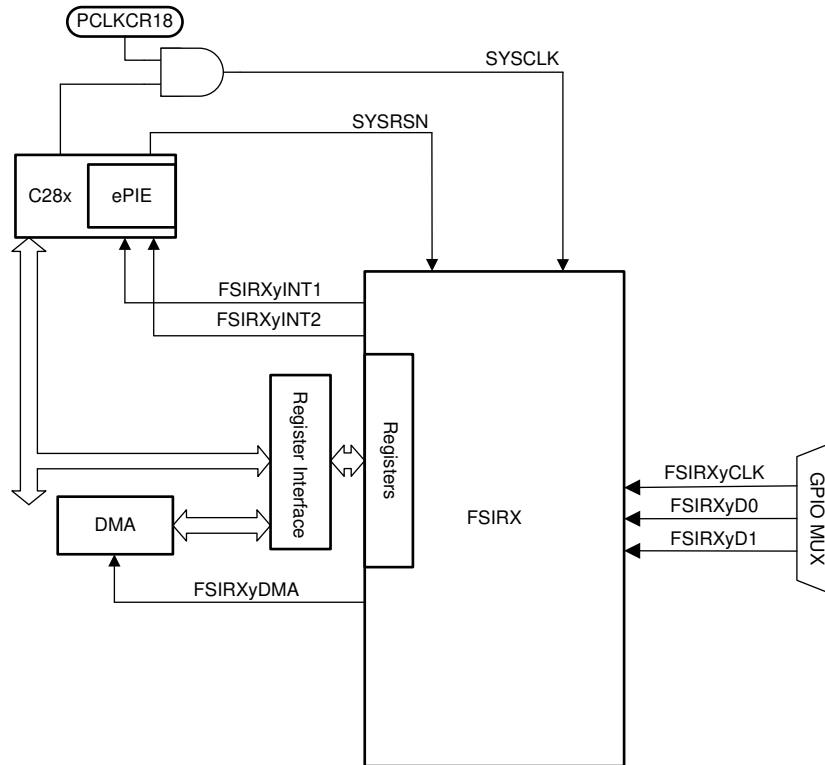 PCLKCR18
SYSCLK
SYSRSN
C28x
ePIE
FSIRXyINT1
FSIRXyINT2
Register Interface
Registers
FSIRX
FSIRXyCLK
FSIRXyD0
FSIRXyD1
GPIO MUX
DMA
FSIRXyDMA